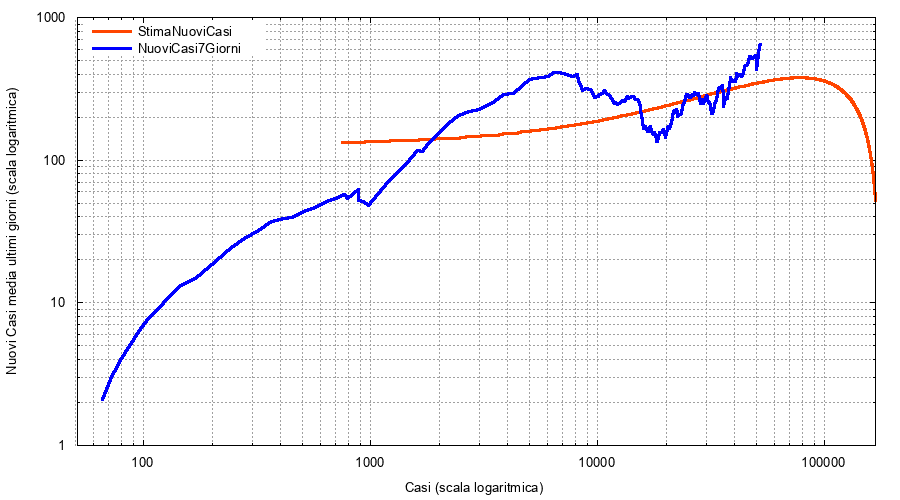 1000
StimaNuoviCasi
NuoviCasi7Giorni
100
10
1
Nuovi Casi media ultimi giorni (scala logaritmica)
100
1000
10000
100000
Casi (scala logaritmica)